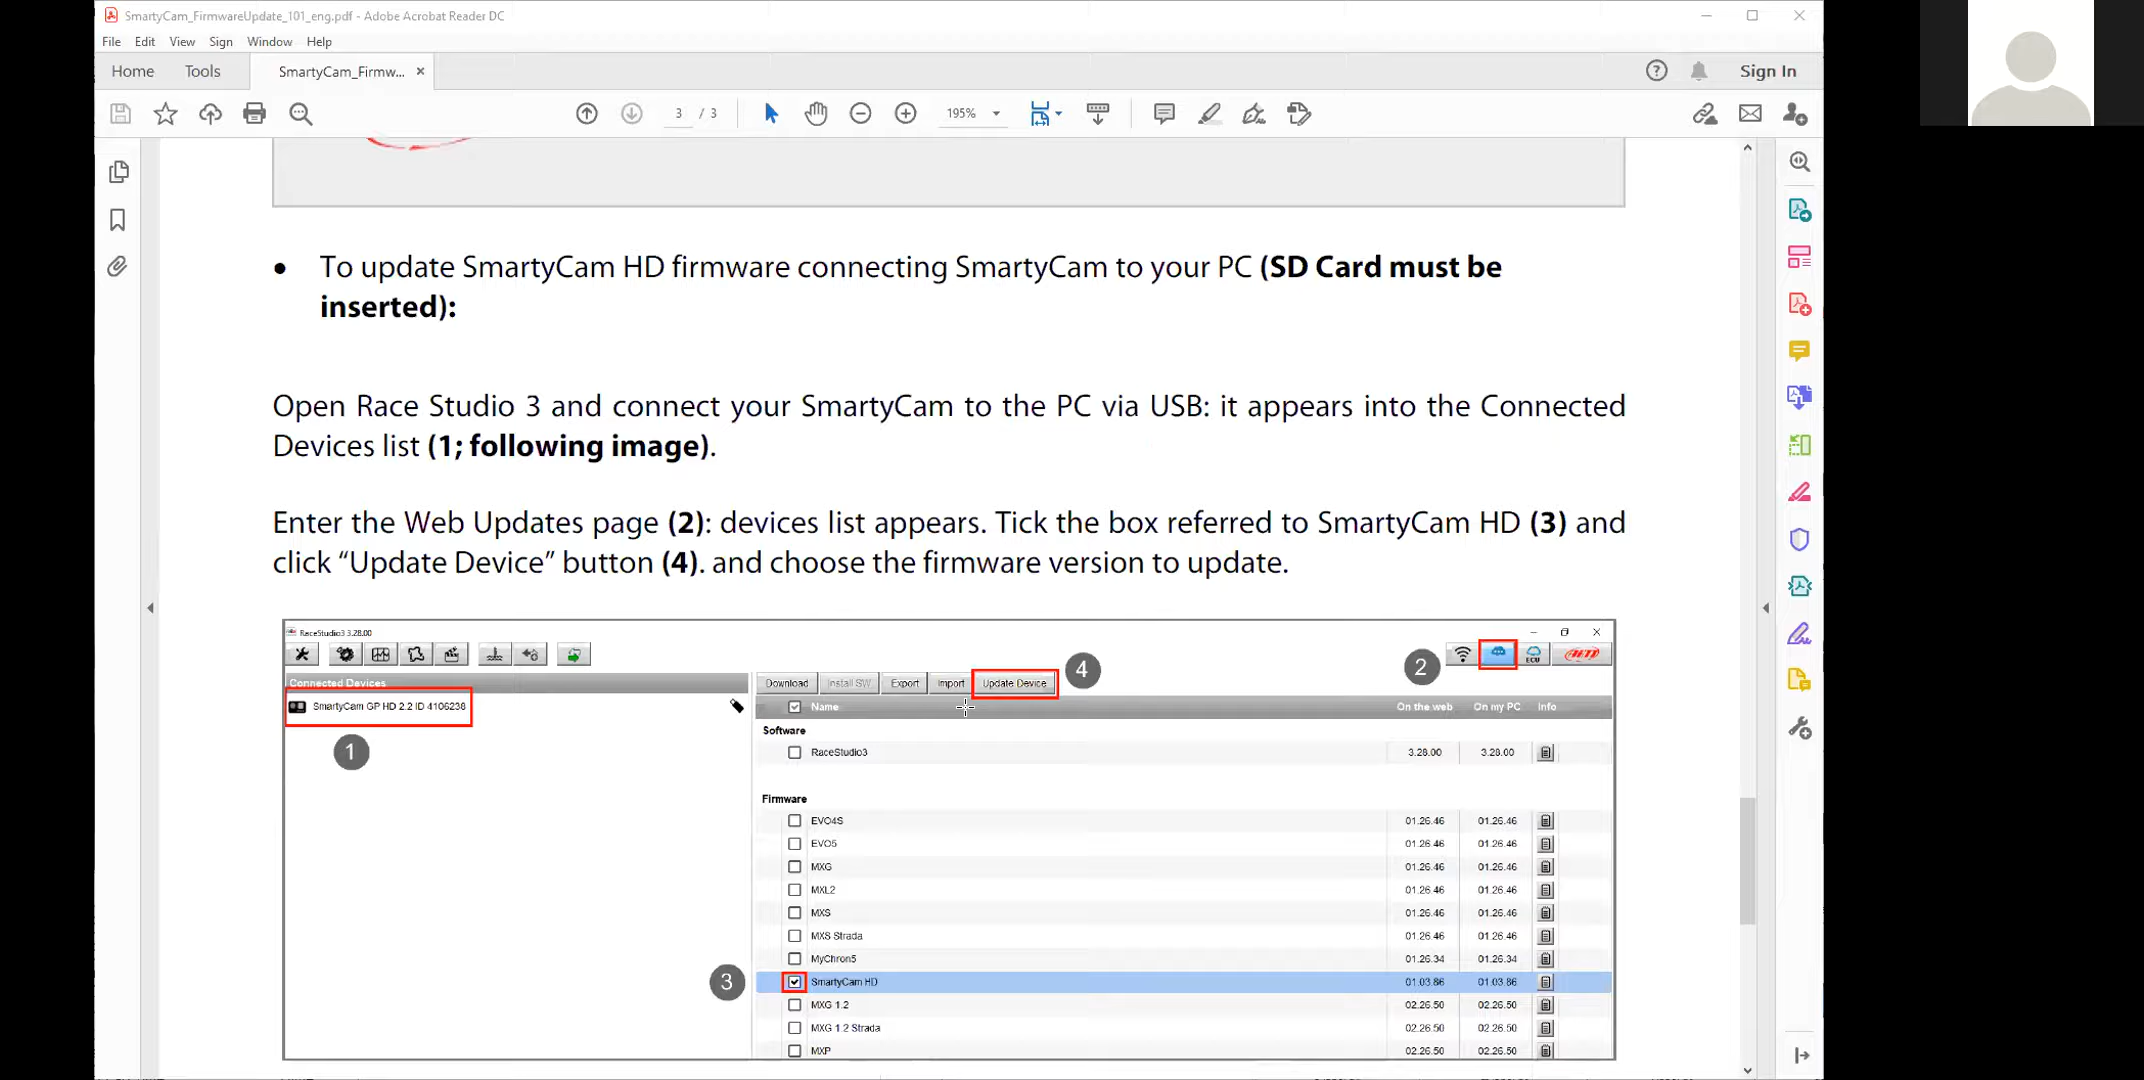 SmartyCam_FirmwareUpdate_101_eng.pdf - Adobe Acrobat Reader DC
File Edit View Sign Window Help
Home Tools SmartyCam_Firmw... × Sign In
3 / 3 195%
• To update SmartyCam HD firmware connecting SmartyCam to your PC (SD Card must be
inserted):
Open Race Studio 3 and connect your SmartyCam to the PC via USB: it appears into the Connected
Devices list (1; following image).
Enter the Web Updates page (2): devices list appears. Tick the box referred to SmartyCam HD (3) and
click “Update Device” button (4). and choose the firmware version to update.
RaceStudio3 3.28.00
2 ECU
Connected Devices Download Install SW Export Import Update Device 4
SmartyCam GP HD 2.2 ID 4106238
Name On the web On my PC Info
1
Software
RaceStudio3 3.28.00 3.28.00
Firmware
EVO4S 01.26.46 01.26.46
EVO5 01.26.46 01.26.46
MXG 01.26.46 01.26.46
MXL2 01.26.46 01.26.46
MXS 01.26.46 01.26.46
MXS Strada 01.26.46 01.26.46
MyChron5 01.26.34 01.26.34
3 SmartyCam HD 01.03.86 01.03.86
MXG 1.2 02.26.50 02.26.50
MXG 1.2 Strada 02.26.50 02.26.50
MXP 02.26.50 02.26.50